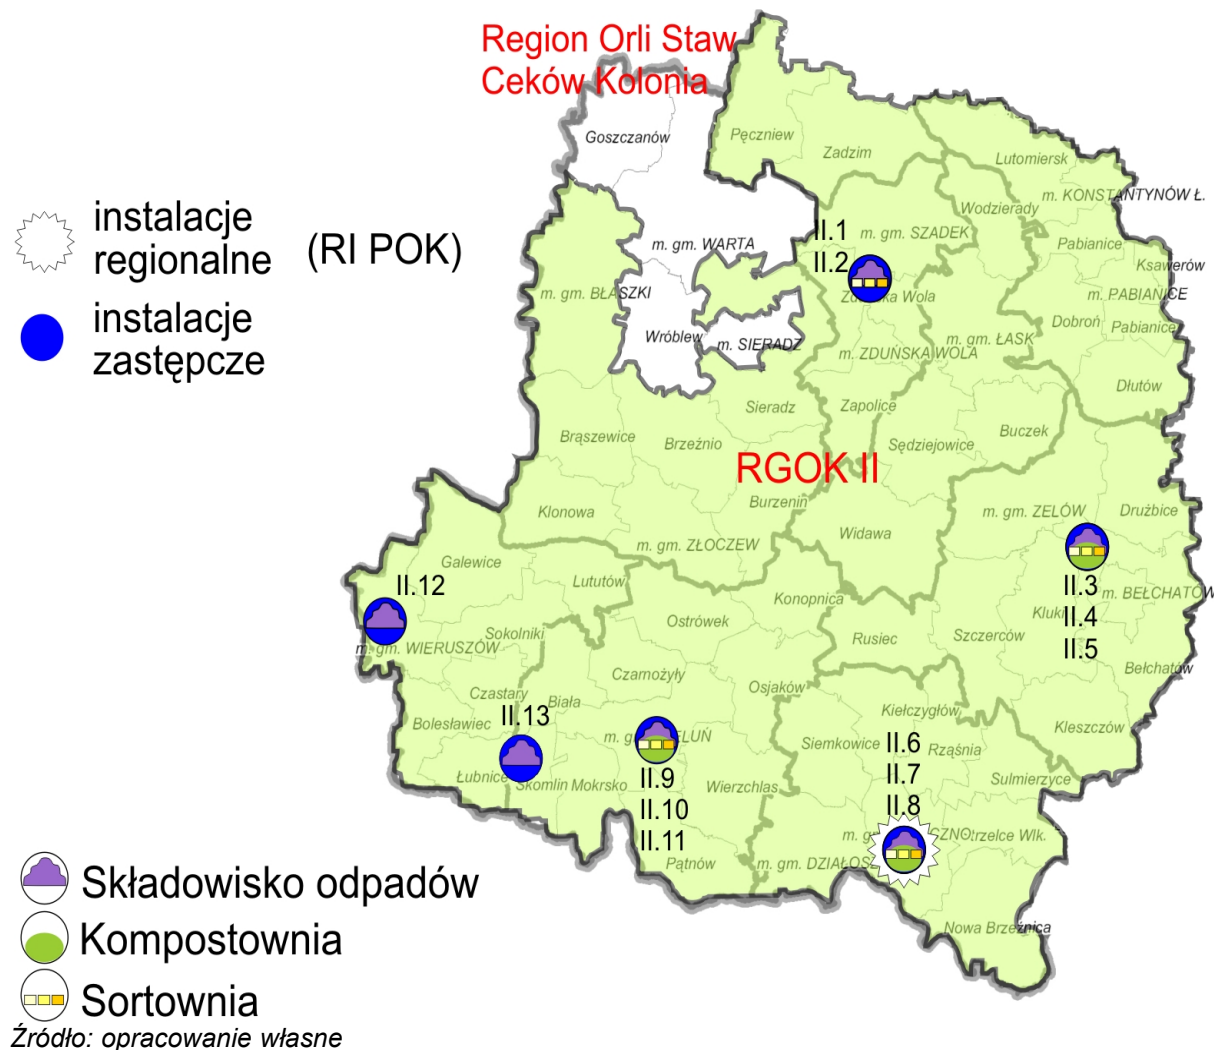 Region Orli Staw
Ceków Kolonia
Goszczanów
Pęczniew
Zadzim
Lutomiersk
m. KONSTANTYNÓW Ł.
Wodzierady
m. gm. WARTA
II.1
m. gm. SZADEK
Pabianice
II.2
Ksawerów
m. gm. BŁASZKI
Zduńska Wola
m. PABIANICE
Wróblew
m. SIERADZ
m. ZDUŃSKA WOLA
m. gm. ŁASK
Dobroń
Pabianice
Dłutów
Sieradz
Zapolice
Brąszewice
Brzeźnio
Sędziejowice
Buczek
RGOK II
Burzenin
Klonowa
m. gm. ZELÓW
Drużbice
Widawa
m. gm. ZŁOCZEW
Galewice
Lututów
II.12
Konopnica
II.3
m. BEŁCHATÓW
Ostrówek
Kluki
II.4
Sokolniki
Rusiec
Szczerców
m. gm. WIERUSZÓW
II.5
Czarnożyły
Bełchatów
Osjaków
Czastary
Biała
Kiełczygłów
II.13
Bolesławiec
Kleszczów
m. g
LUŃ
Siemkowice
II.6
Rząśnia
Łubnice
Skomlin
Mokrsko
II.9
Wierzchlas
II.7
Sulmierzyce
II.10
II.8
II.11
m. g
CZNO
trzelce Wlk.
Pątnów
m. gm. DZIAŁOSZ
Nowa Brzeźnica
instalacje
regionalne
(RI POK)
instalacje
zastępcze
Składowisko odpadów
Kompostownia
Sortownia
Źródło: opracowanie własne